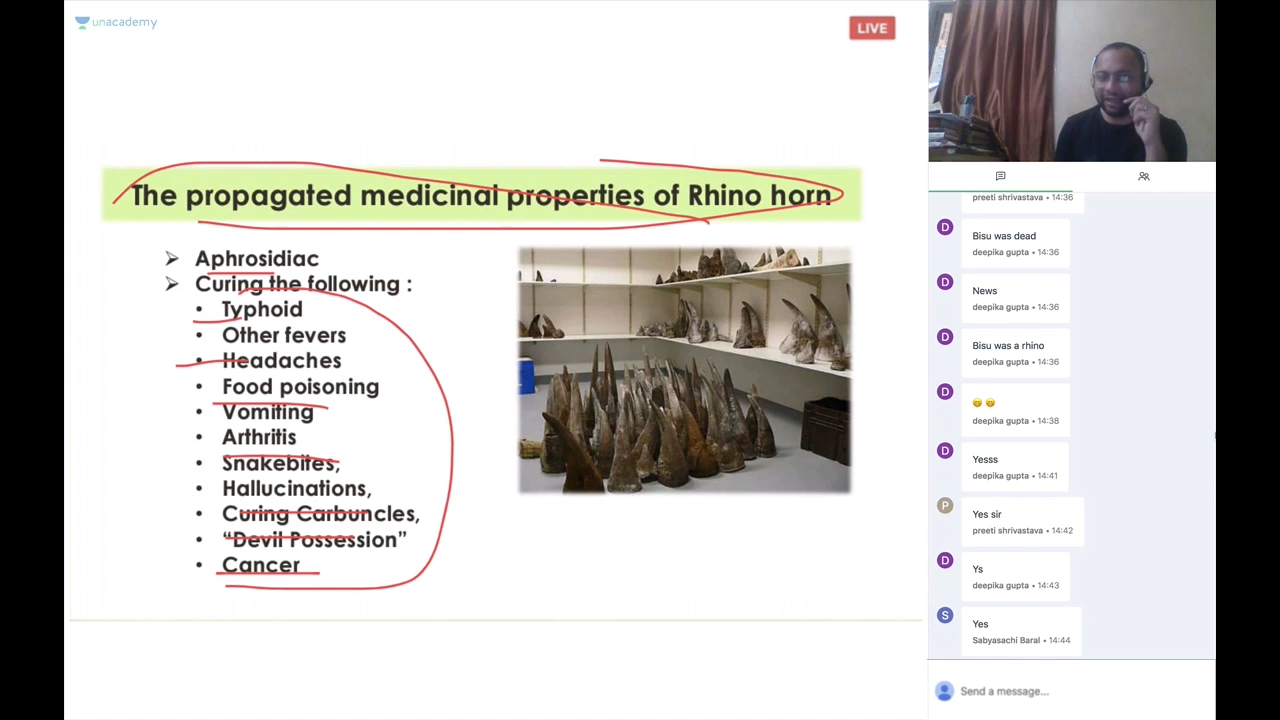 unacademy
LIVE
The propagated medicinal properties of Rhino horn
➢ Aphrosidiac
➢ Curing the following :
• Typhoid
• Other fevers
• Headaches
• Food poisoning
• Vomiting
• Arthritis
• Snakebites,
• Hallucinations,
• Curing Carbuncles,
• “Devil Possession”
• Cancer
preeti shrivastava • 14:36
D
Bisu was dead
deepika gupta • 14:36
D
News
deepika gupta • 14:36
D
Bisu was a rhino
deepika gupta • 14:36
D
😁 😁
deepika gupta • 14:38
D
Yesss
deepika gupta • 14:41
P
Yes sir
preeti shrivastava • 14:42
D
Ys
deepika gupta • 14:43
S
Yes
Sabyasachi Baral • 14:44
Send a message...